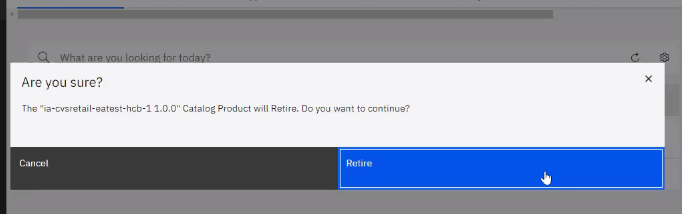 What are you looking for today?
Are you sure?
The "ia-cvsretail-eatest-hcb-1 1.0.0" Catalog Product will Retire. Do you want to continue?
Cancel
Retire